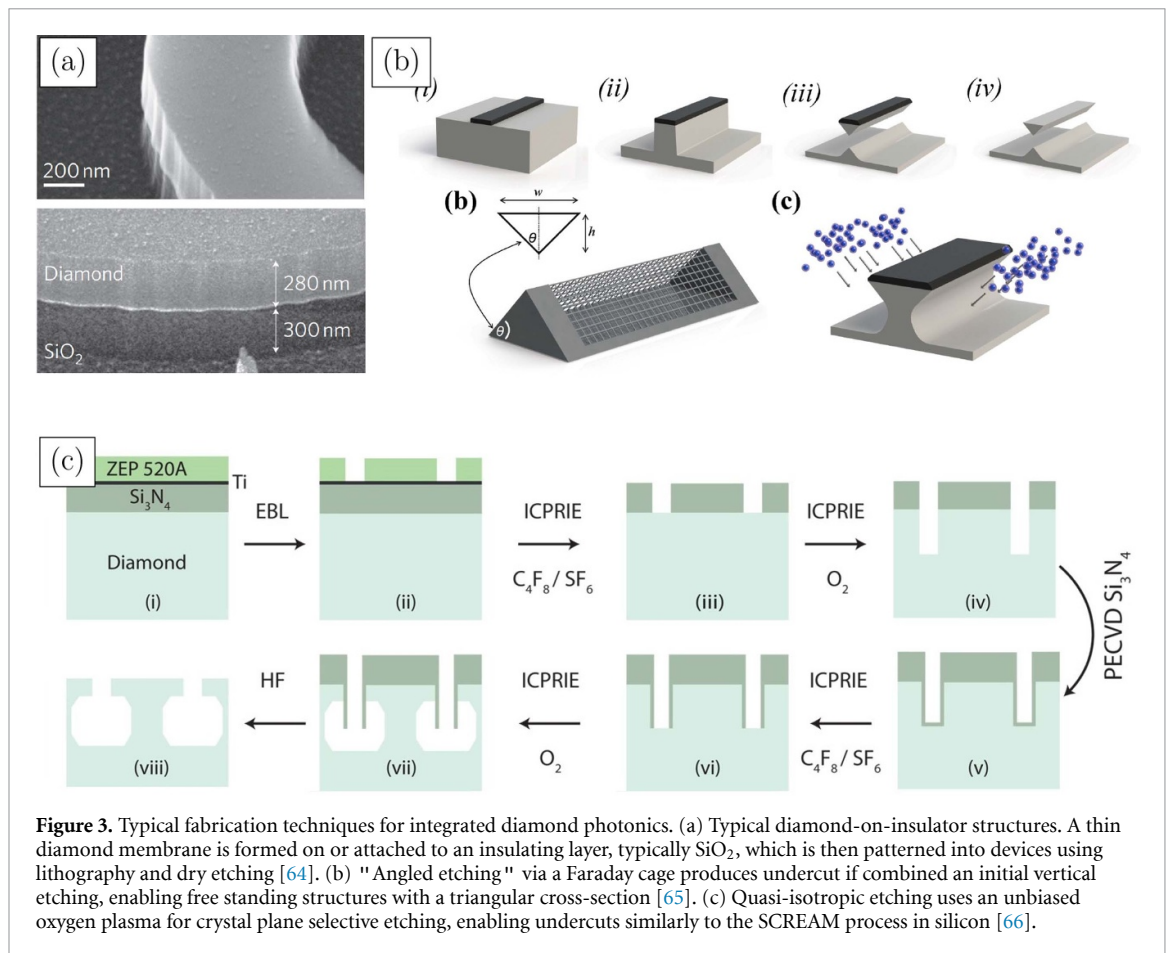 (a)
200 nm
Diamond
280 nm
300 nm
SiO₂
(b)
(i) (ii) (iii) (iv)
(b)
w
h
θ
θ
(c)
(c)
ZEP 520A
Ti
Si₃N₄
Diamond
(i)
EBL
(ii)
ICPRIE
C₄F₈ / SF₆
(iii)
ICPRIE
O₂
(iv)
PECVD Si₃N₄
(v)
ICPRIE
C₄F₈ / SF₆
(vi)
ICPRIE
O₂
(vii)
HF
(viii)
Figure 3. Typical fabrication techniques for integrated diamond photonics. (a) Typical diamond-on-insulator structures. A thin
diamond membrane is formed on or attached to an insulating layer, typically SiO₂, which is then patterned into devices using
lithography and dry etching [64]. (b) "Angled etching" via a Faraday cage produces undercut if combined an initial vertical
etching, enabling free standing structures with a triangular cross-section [65]. (c) Quasi-isotropic etching uses an unbiased
oxygen plasma for crystal plane selective etching, enabling undercuts similarly to the SCREAM process in silicon [66].